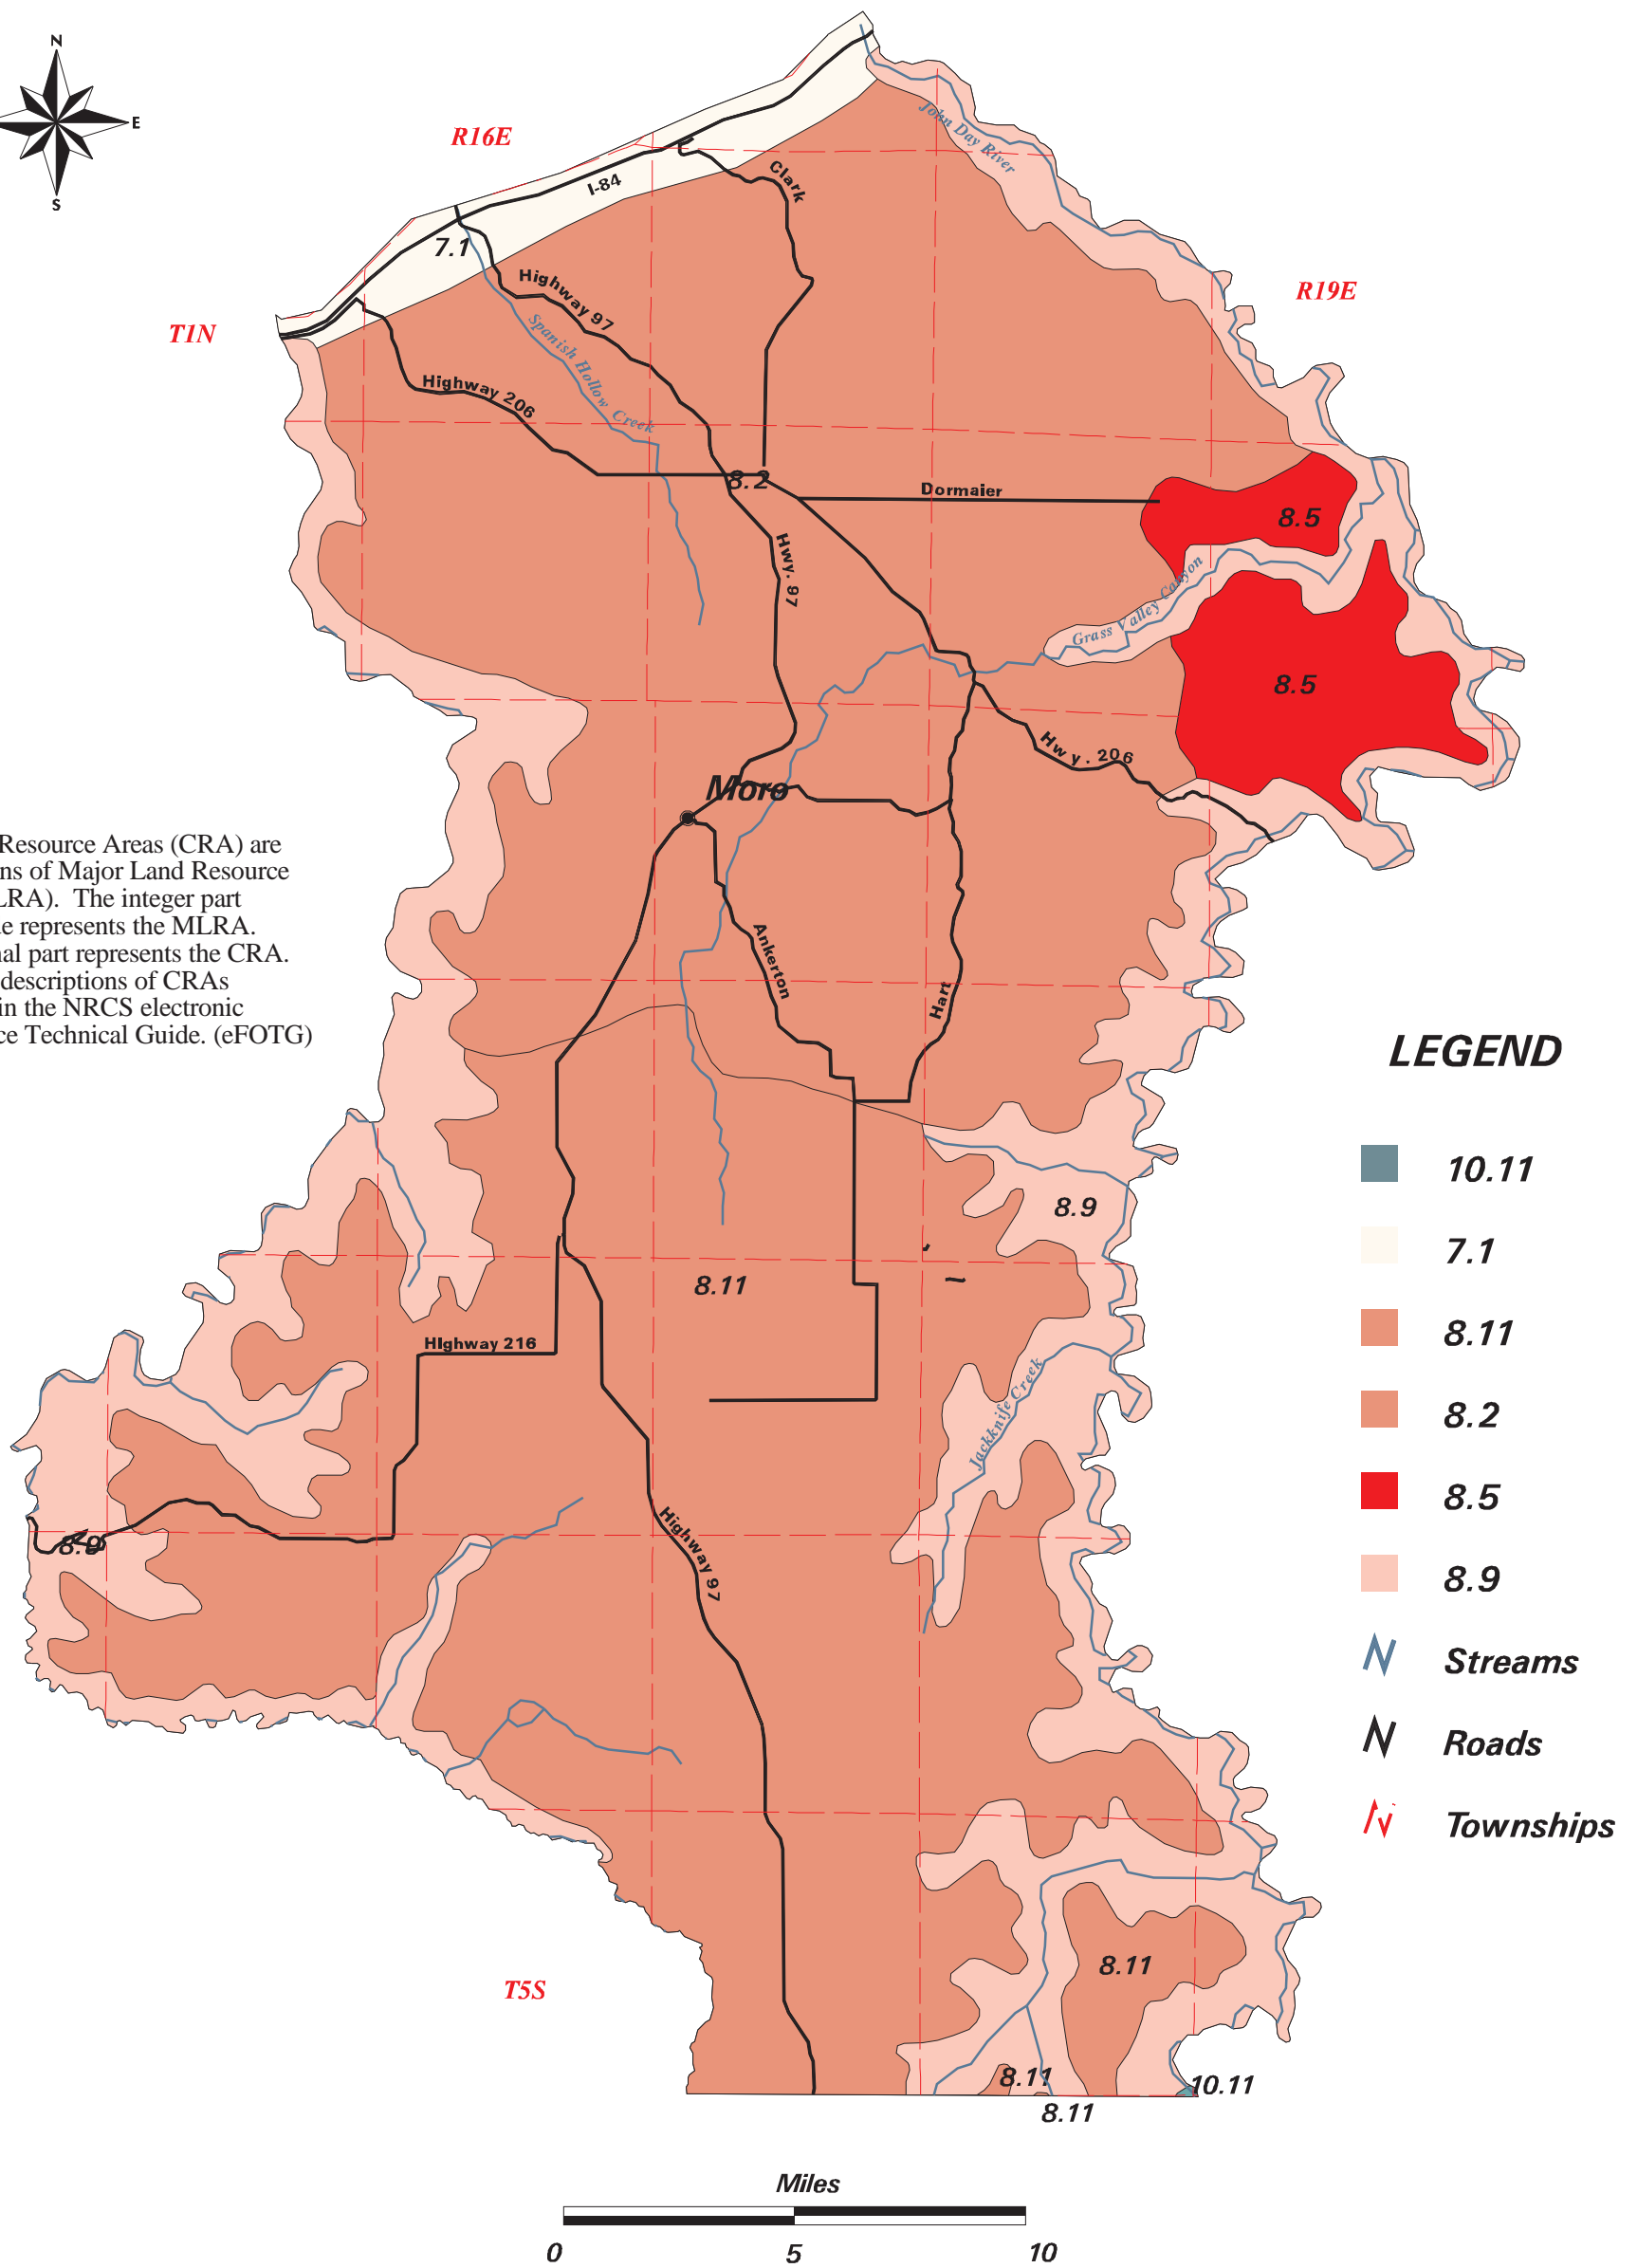 N
E
S
R16E
John Day River
I-84
Clark
7.1
R19E
Highway 97
T1N
Spanish Hollow Creek
Highway 206
8.2
Dormaier
8.5
Hwy. 97
Grass Valley Canyon
8.5
Hwy. 206
Moro
Resource Areas (CRA) are
ns of Major Land Resource
LRA). The integer part
e represents the MLRA.
al part represents the CRA.
descriptions of CRAs
in the NRCS electronic
ce Technical Guide. (eFOTG)
Ankerton
Hart
LEGEND
10.11
7.1
8.11
8.2
8.5
8.9
Streams
Roads
Townships
8.9
8.11
HIghway 216
Jackknife Creek
8.9
Highway 97
8.11
T5S
8.11
10.11
8.11
Miles
0 5 10